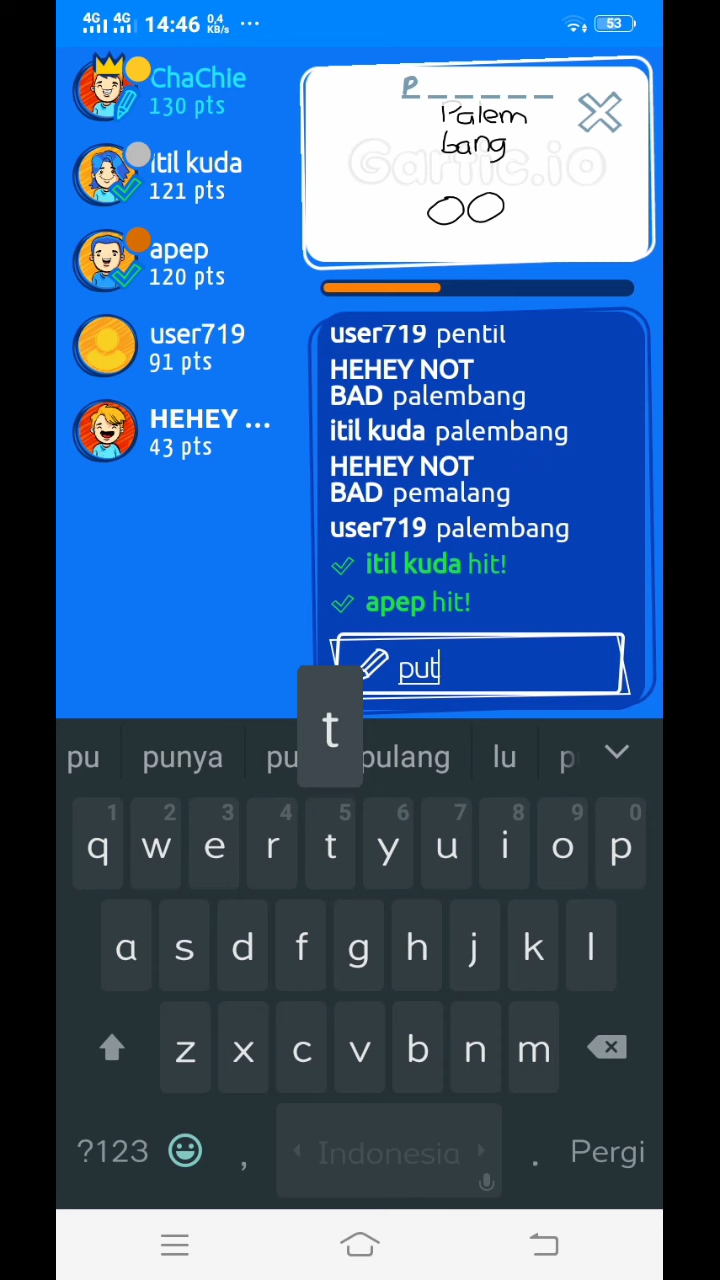 4G 4G 14:46 0,4 KB/s ... 53
ChaChie
130 pts
itil kuda
121 pts
apep
120 pts
user719
91 pts
HEHEY ...
43 pts
P _ _ _ _ _ _
Palem
bang
Gartic.io
user719 pentil
HEHEY NOT
BAD palembang
itil kuda palembang
HEHEY NOT
BAD pemalang
user719 palembang
itil kuda hit!
apep hit!
put
t
pu punya pu pulang lu p
1 2 3 4 5 6 7 8 9 0
q w e r t y u i o p
a s d f g h j k l
z x c v b n m
?123 , Indonesia . Pergi